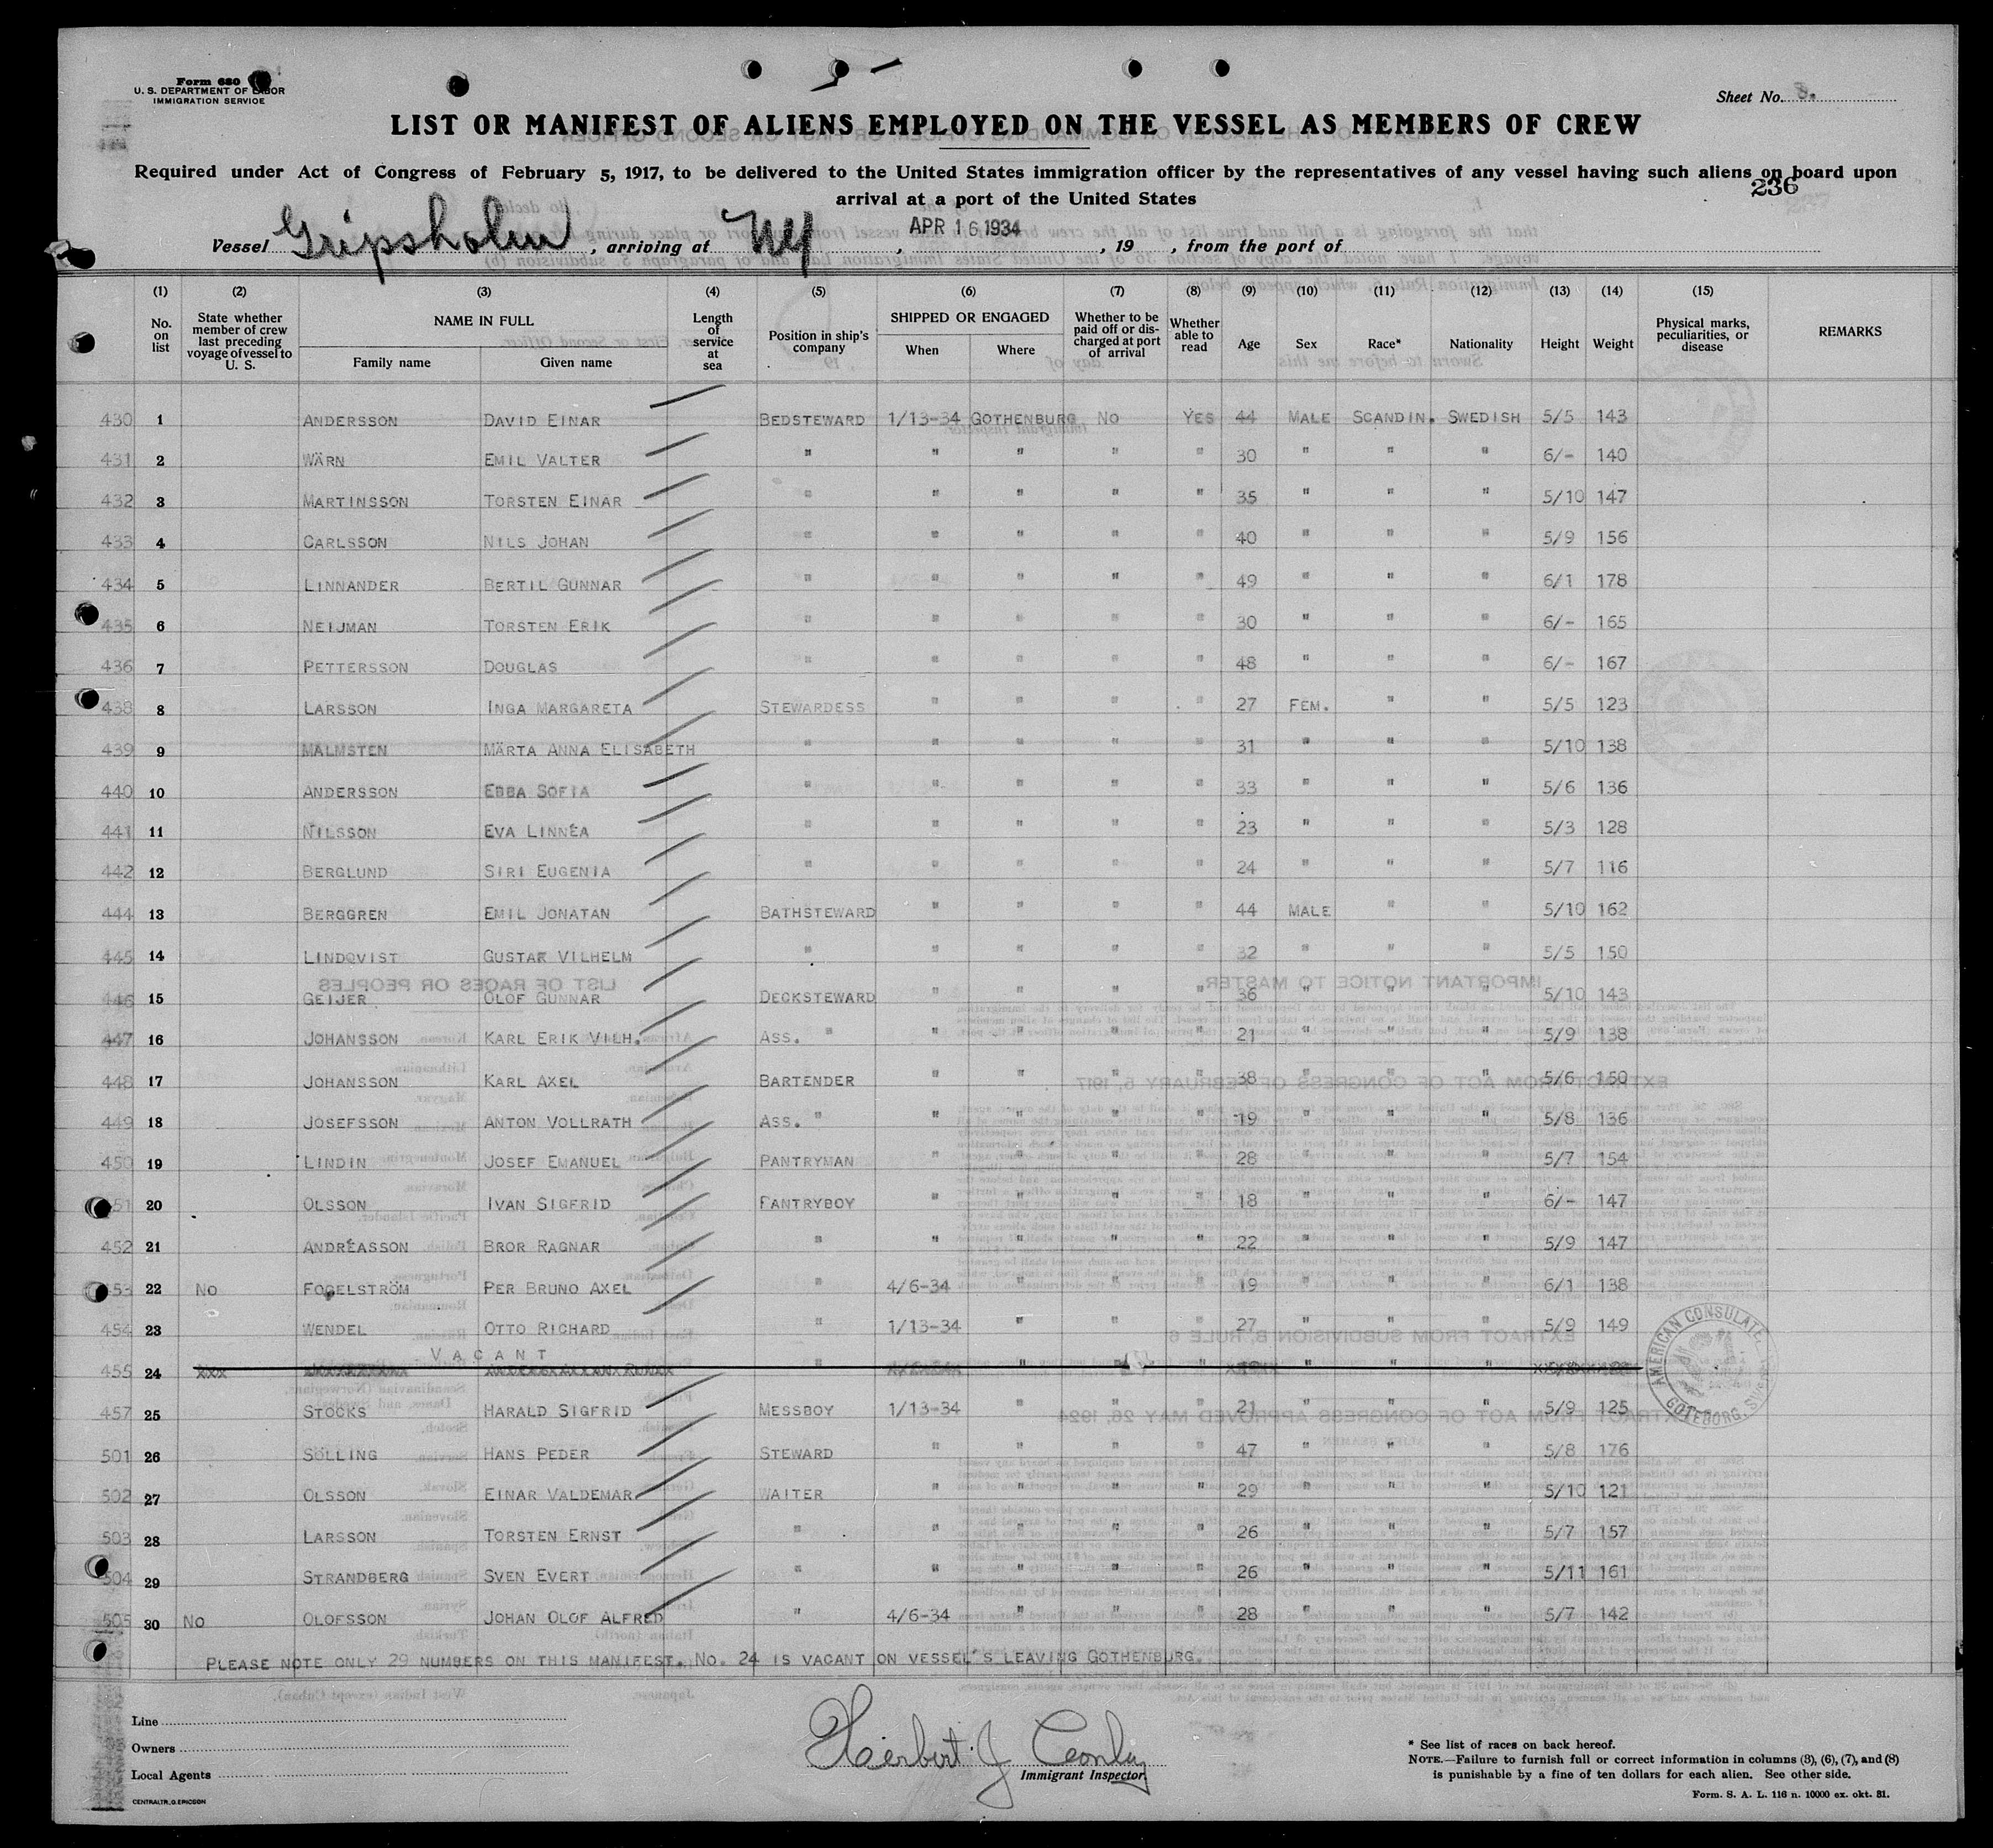 Form 680
U. S. DEPARTMENT OF LABOR
IMMIGRATION SERVICE
Sheet No. 8.
LIST OR MANIFEST OF ALIENS EMPLOYED ON THE VESSEL AS MEMBERS OF CREW
Required under Act of Congress of February 5, 1917, to be delivered to the United States immigration officer by the representatives of any vessel having such aliens on board upon
arrival at a port of the United States
236
Vessel Gripsholm, arriving at NY, APR 16 1934, 19 , from the port of
(1) (2) (3) (4) (5) (6) (7) (8) (9) (10) (11) (12) (13) (14) (15)
No. on list | State whether member of crew last preceding voyage of vessel to U. S. | NAME IN FULL Family name Given name | Length of service at sea | Position in ship's company | SHIPPED OR ENGAGED When Where | Whether to be paid off or discharged at port of arrival | Whether able to read | Age | Sex | Race* | Nationality | Height | Weight | Physical marks, peculiarities, or disease | REMARKS
430 1 ANDERSSON DAVID EINAR BEDSTEWARD 1/13-34 GOTHENBURG NO YES 44 MALE SCANDIN. SWEDISH 5/5 143
431 2 WÄRN EMIL VALTER " " " " " 30 " " " 6/- 140
432 3 MARTINSSON TORSTEN EINAR " " " " " 35 " " " 5/10 147
433 4 CARLSSON NILS JOHAN " " " " " 40 " " " 5/9 156
434 5 LINNANDER BERTIL GUNNAR " " " " " 49 " " " 6/1 178
435 6 NEIJMAN TORSTEN ERIK " " " " " 30 " " " 6/- 165
436 7 PETTERSSON DOUGLAS " " " " " 48 " " " 6/- 167
438 8 LARSSON INGA MARGARETA STEWARDESS " " " " 27 FEM. " " 5/5 123
439 9 MALMSTEN MÄRTA ANNA ELISABETH " " " " " 31 " " " 5/10 138
440 10 ANDERSSON EBBA SOFIA " " " " " 33 " " " 5/6 136
441 11 NILSSON EVA LINNÉA " " " " " 23 " " " 5/3 128
442 12 BERGLUND SIRI EUGENIA " " " " " 24 " " " 5/7 116
444 13 BERGGREN EMIL JONATAN BATHSTEWARD " " " " 44 MALE " " 5/10 162
445 14 LINDQVIST GUSTAF VILHELM " " " " " 32 " " " 5/5 150
446 15 GEIJER OLOF GUNNAR DECKSTEWARD " " " " 36 " " " 5/10 143
447 16 JOHANSSON KARL ERIK VILH. ASS. " " " " " 21 " " " 5/9 138
448 17 JOHANSSON KARL AXEL BARTENDER " " " " 38 " " " 5/6 150
449 18 JOSEFSSON ANTON VOLLRATH ASS. " " " " " 19 " " " 5/8 136
450 19 LINDIN JOSEF EMANUEL PANTRYMAN " " " " 28 " " " 5/7 154
451 20 OLSSON IVAN SIGFRID PANTRYBOY " " " " 18 " " " 6/- 147
452 21 ANDRÉASSON BROR RAGNAR " " " " " 22 " " " 5/9 147
453 22 NO FOGELSTRÖM PER BRUNO AXEL " 4/6-34 " " " 19 " " " 6/1 138
454 23 WENDEL OTTO RICHARD " 1/13-34 " " " 27 " " " 5/9 149
VACANT
455 24 xxx " " " " " " "
457 25 STOCKS HARALD SIGFRID MESSBOY 1/13-34 " " " 21 " " " 5/9 125
501 26 SÖLLING HANS PEDER STEWARD " " " " 47 " " " 5/8 176
502 27 OLSSON EINAR VALDEMAR WAITER " " " " 29 " " " 5/10 121
503 28 LARSSON TORSTEN ERNST " " " " " 26 " " " 5/7 157
504 29 STRANDBERG SVEN EVERT " " " " " 26 " " " 5/11 161
505 30 NO OLOFSSON JOHAN OLOF ALFRED " 4/6-34 " " " 28 " " " 5/7 142
PLEASE NOTE ONLY 29 NUMBERS ON THIS MANIFEST. NO. 24 IS VACANT ON VESSEL'S LEAVING GOTHENBURG.
AMERICAN CONSULATE
GOTEBORG
Line
Owners
Local Agents
CENTRALTR., G. ERICSON
Herbert J Conley
Immigrant Inspector
* See list of races on back hereof.
NOTE.—Failure to furnish full or correct information in columns (3), (6), (7), and (8)
is punishable by a fine of ten dollars for each alien. See other side.
Form. S. A. L. 116 n. 10000 ex. okt. 31.